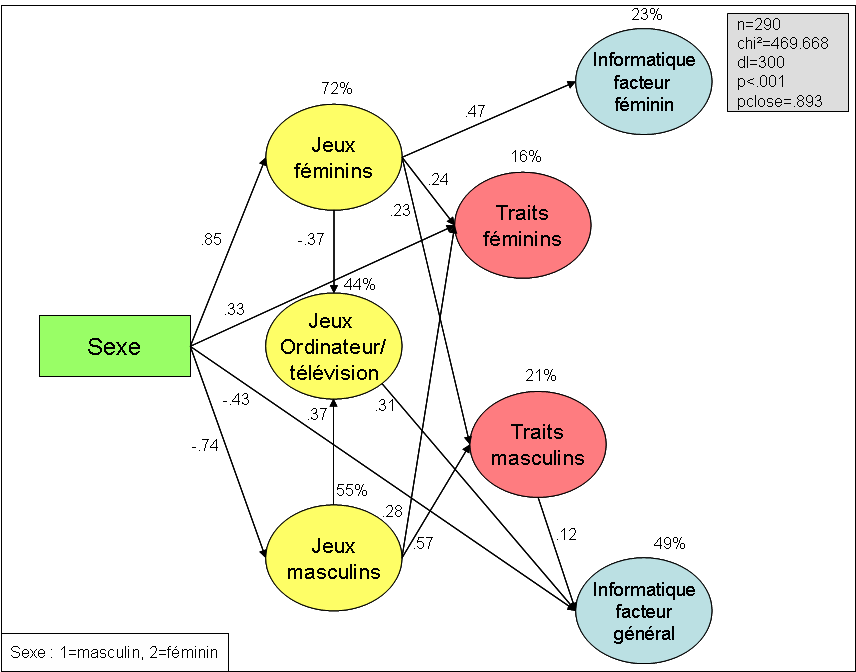 23%
n=290
chi²=469.668
dl=300
p<.001
pclose=.893
Informatique
facteur
féminin
72%
Jeux
féminins
.47
16%
.24
.23
Traits
féminins
.85
-.37
44%
.33
Jeux
Ordinateur/
télévision
Sexe
21%
-.43
.37
.31
Traits
masculins
-.74
55%
.28
.57
.12
49%
Jeux
masculins
Informatique
facteur
général
Sexe : 1=masculin, 2=féminin